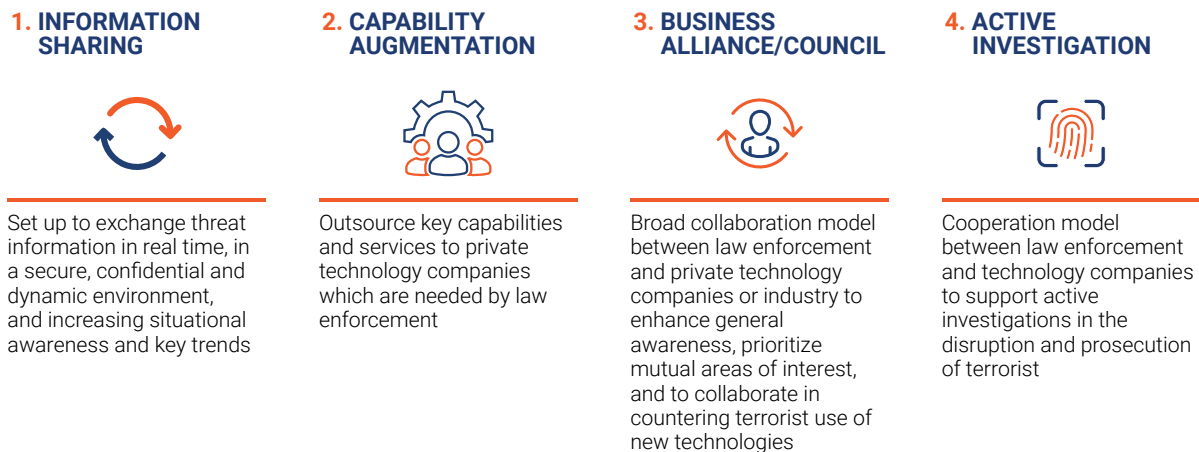 1. INFORMATION
SHARING
Set up to exchange threat
information in real time, in
a secure, confidential and
dynamic environment,
and increasing situational
awareness and key trends
2. CAPABILITY
AUGMENTATION
Outsource key capabilities
and services to private
technology companies
which are needed by law
enforcement
3. BUSINESS
ALLIANCE/COUNCIL
Broad collaboration model
between law enforcement
and private technology
companies or industry to
enhance general
awareness, prioritize
mutual areas of interest,
and to collaborate in
countering terrorist use of
new technologies
4. ACTIVE
INVESTIGATION
Cooperation model
between law enforcement
and technology companies
to support active
investigations in the
disruption and prosecution
of terrorist